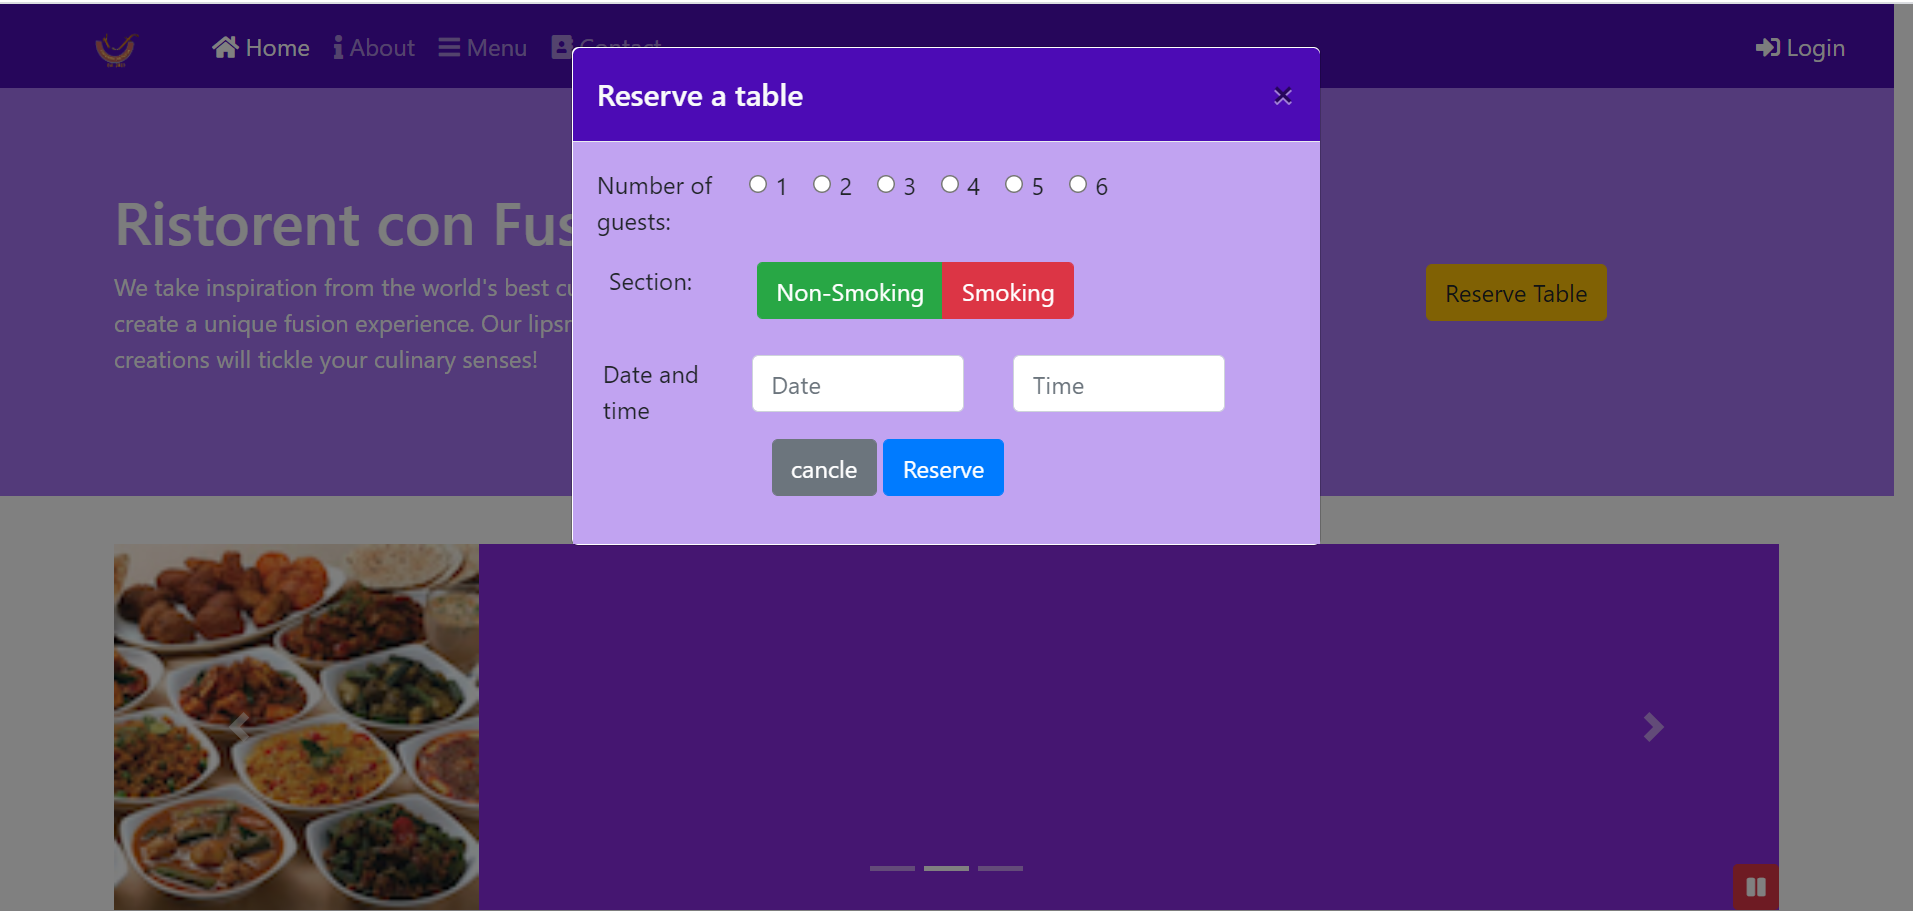 Home About Menu Contact Login
Reserve a table ×
Number of guests: 1 2 3 4 5 6
Section: Non-Smoking Smoking
Date and time Date Time
cancle Reserve
Ristorent con Fus
We take inspiration from the world's best cu
create a unique fusion experience. Our lips
creations will tickle your culinary senses!
Reserve Table